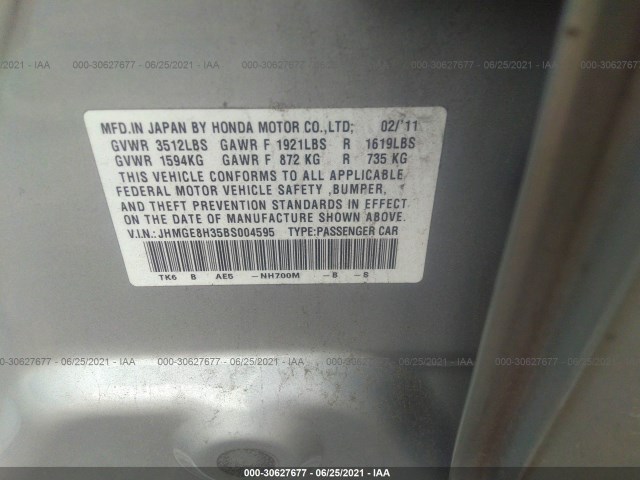 000-30627677 - 06/25/2021 - IAA
MFD.IN JAPAN BY HONDA MOTOR CO.,LTD; 02/'11
GVWR 3512LBS GAWR F 1921LBS R 1619LBS
GVWR 1594KG GAWR F 872 KG R 735 KG
THIS VEHICLE CONFORMS TO ALL APPLICABLE
FEDERAL MOTOR VEHICLE SAFETY ,BUMPER,
AND THEFT PREVENTION STANDARDS IN EFFECT
ON THE DATE OF MANUFACTURE SHOWN ABOVE.
V.I.N.: JHMGE8H35BS004595 TYPE:PASSENGER CAR
TK6 B AE5 -NH700M -B -S
000-30627677 - 06/25/2021 - IAA
000-30627677 - 06/25/2021 - IAA